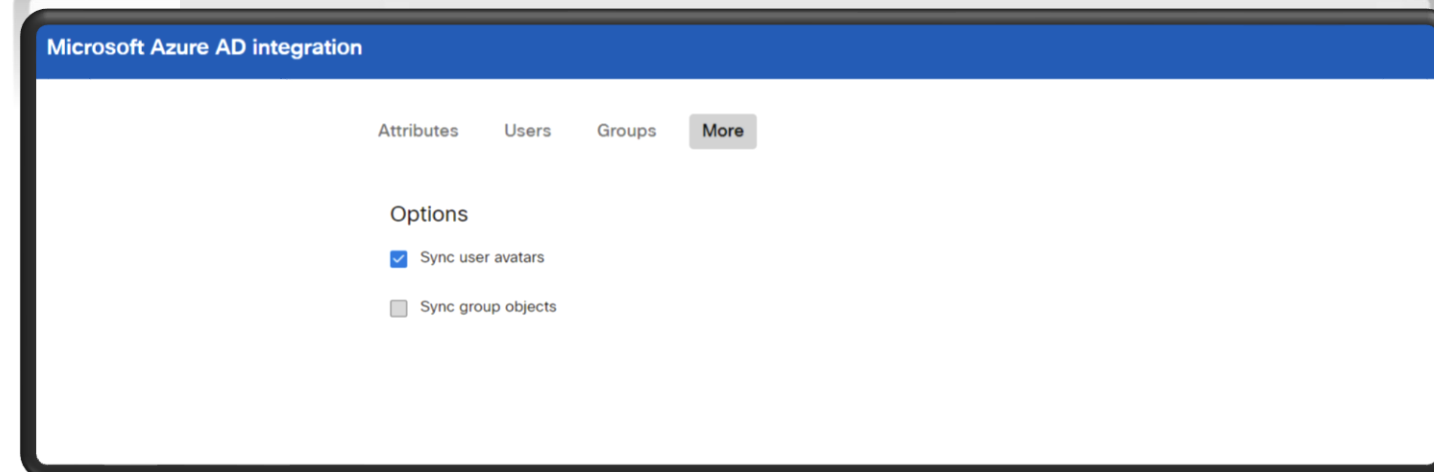 Microsoft Azure AD integration
Attributes Users Groups More
Options
Sync user avatars
Sync group objects